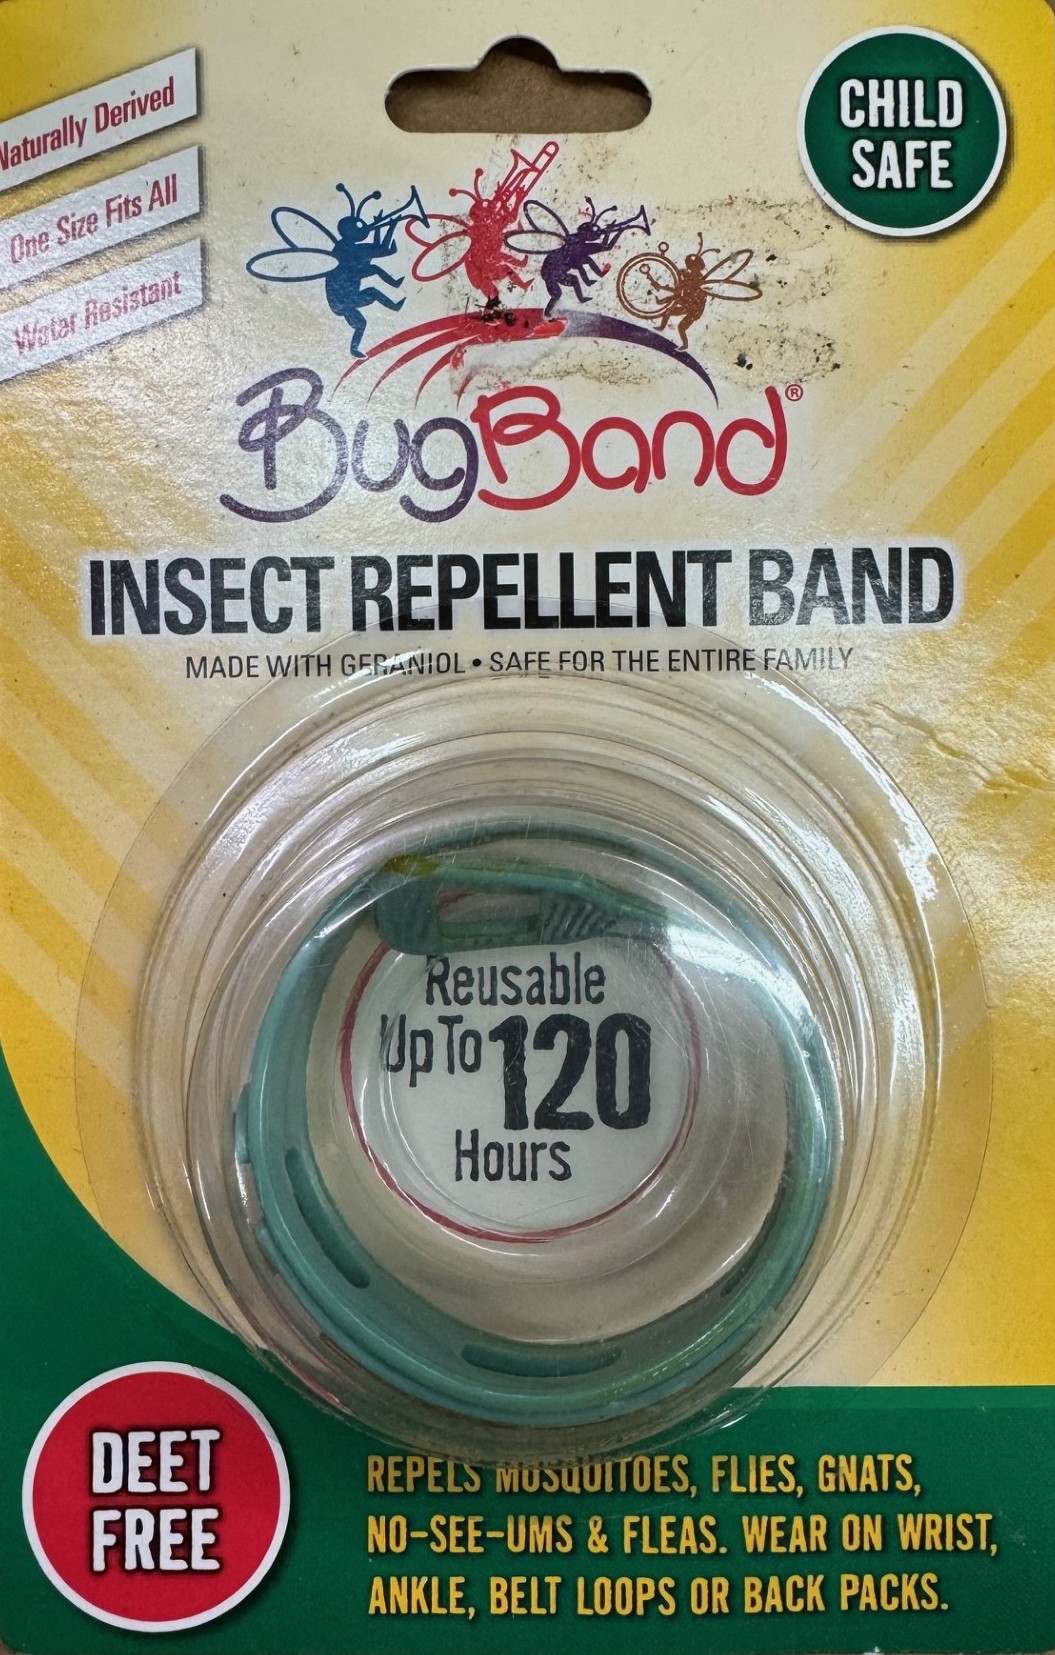 Naturally Derived
One Size Fits All
Water Resistant
CHILD
SAFE
BugBand®
INSECT REPELLENT BAND
MADE WITH GERANIOL • SAFE FOR THE ENTIRE FAMILY
Reusable
Up To 120
Hours
DEET
FREE
REPELS MOSQUITOES, FLIES, GNATS,
NO-SEE-UMS & FLEAS. WEAR ON WRIST,
ANKLE, BELT LOOPS OR BACK PACKS.